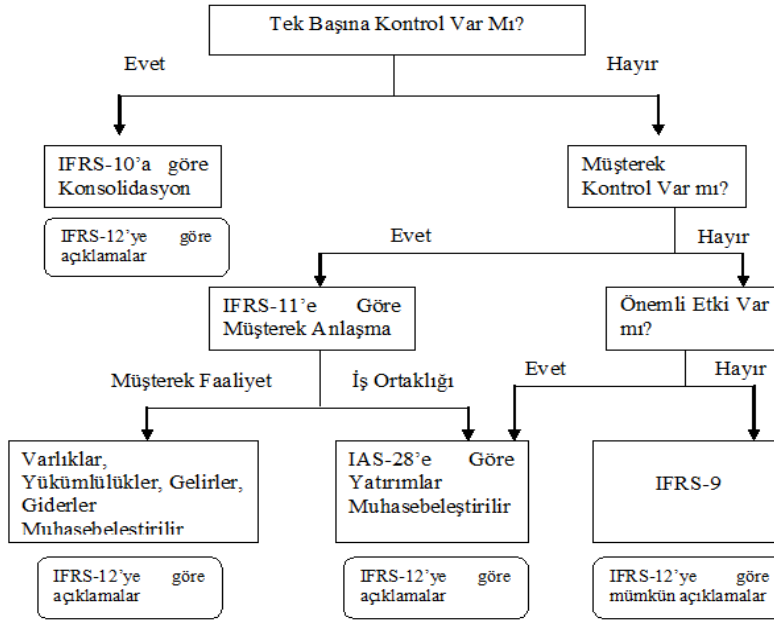 Tek Başına Kontrol Var Mı?
Evet
Hayır
IFRS-10’a göre
Konsolidasyon
Müşterek
Kontrol Var mı?
IFRS-12’ye göre
açıklamalar
Evet
Hayır
IFRS-11’e Göre
Müşterek Anlaşma
Önemli Etki Var
mı?
Müşterek Faaliyet
İş Ortaklığı
Evet
Hayır
Varlıklar,
Yükümlülükler, Gelirler,
Giderler
Muhasebeleştirilir
IAS-28’e Göre
Yatırımlar
Muhasebeleştirilir
IFRS-9
IFRS-12’ye göre
açıklamalar
IFRS-12’ye göre
açıklamalar
IFRS-12’ye göre
mümkün açıklamalar